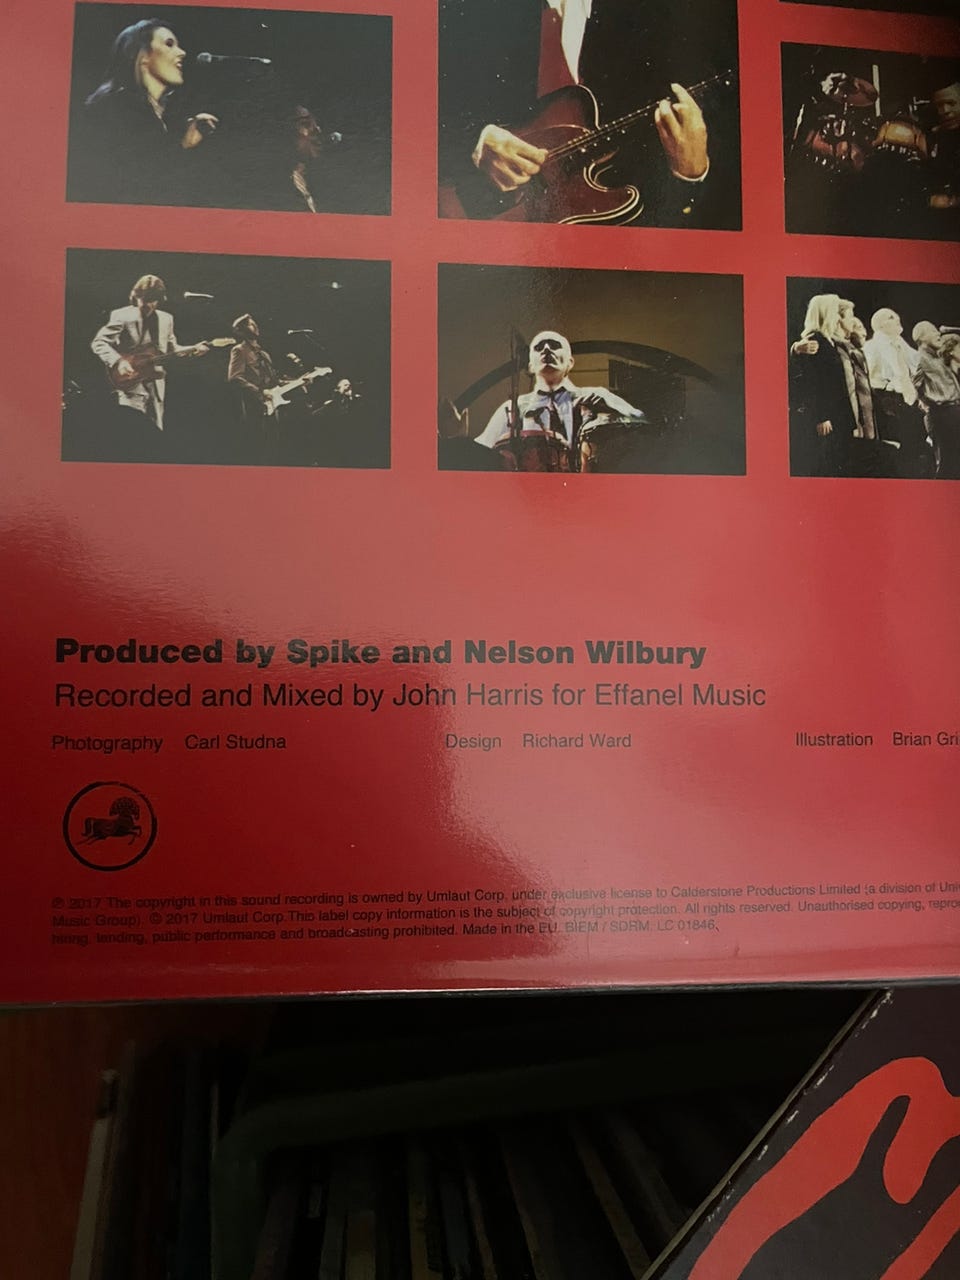 Produced by Spike and Nelson Wilbury
Recorded and Mixed by John Harris for Effanel Music
Photography Carl Studna Design Richard Ward Illustration Brian Gri
℗ 2017 The copyright in this sound recording is owned by Umlaut Corp, under exclusive license to Calderstone Productions Limited (a division of Uni
Music Group). © 2017 Umlaut Corp.This label copy information is the subject of copyright protection. All rights reserved. Unauthorised copying, repro
hiring, lending, public performance and broadcasting prohibited. Made in the EU. BIEM / SDRM. LC 01846